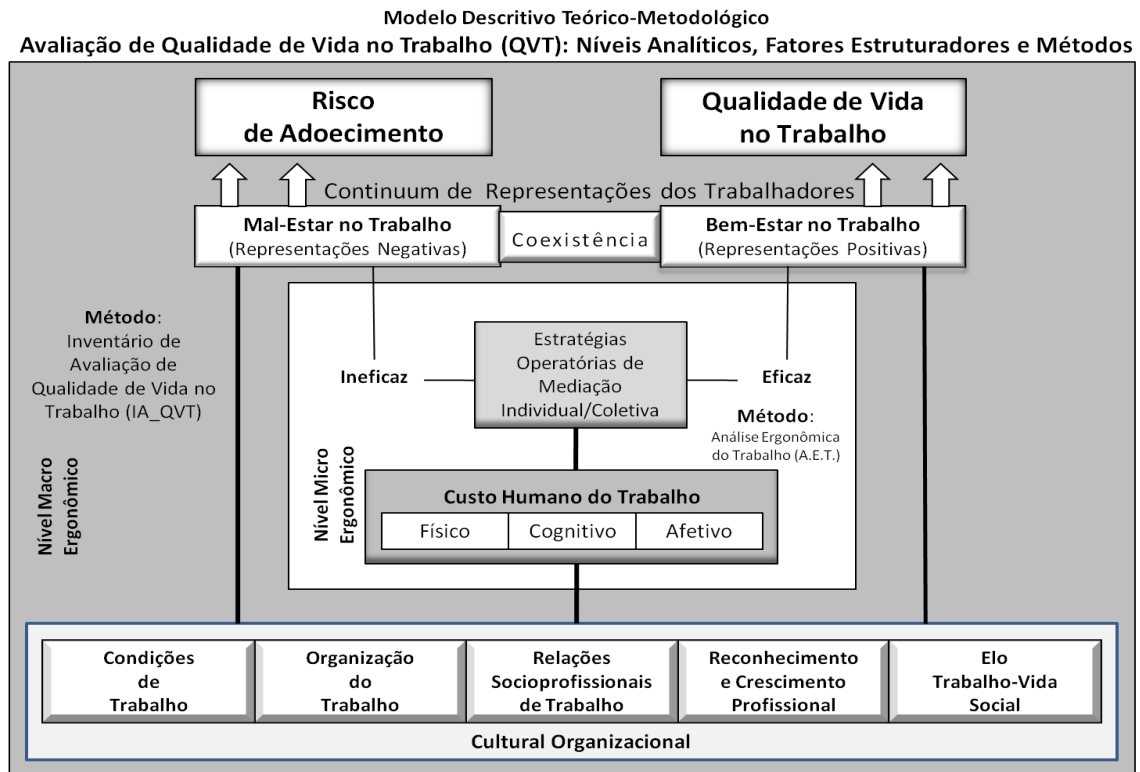 Modelo Descritivo Teórico-Metodológico
Avaliação de Qualidade de Vida no Trabalho (QVT): Níveis Analíticos, Fatores Estruturadores e Métodos
Risco
de Adoecimento
Qualidade de Vida
no Trabalho
Continuum de Representações dos Trabalhadores
Mal-Estar no Trabalho
(Representações Negativas)
Coexistência
Bem-Estar no Trabalho
(Representações Positivas)
Método:
Inventário de
Avaliação de
Qualidade de Vida no
Trabalho (IA_QVT)
Nível Macro
Ergonômico
Ineficaz
Estratégias
Operatórias de
Mediação
Individual/Coletiva
Eficaz
Método:
Análise Ergonômica
do Trabalho (A.E.T.)
Nível Micro
Ergonômico
Custo Humano do Trabalho
Físico
Cognitivo
Afetivo
Condições
de
Trabalho
Organização
do
Trabalho
Relações
Socioprofissionais
de Trabalho
Reconhecimento
e Crescimento
Profissional
Elo
Trabalho-Vida
Social
Cultural Organizacional